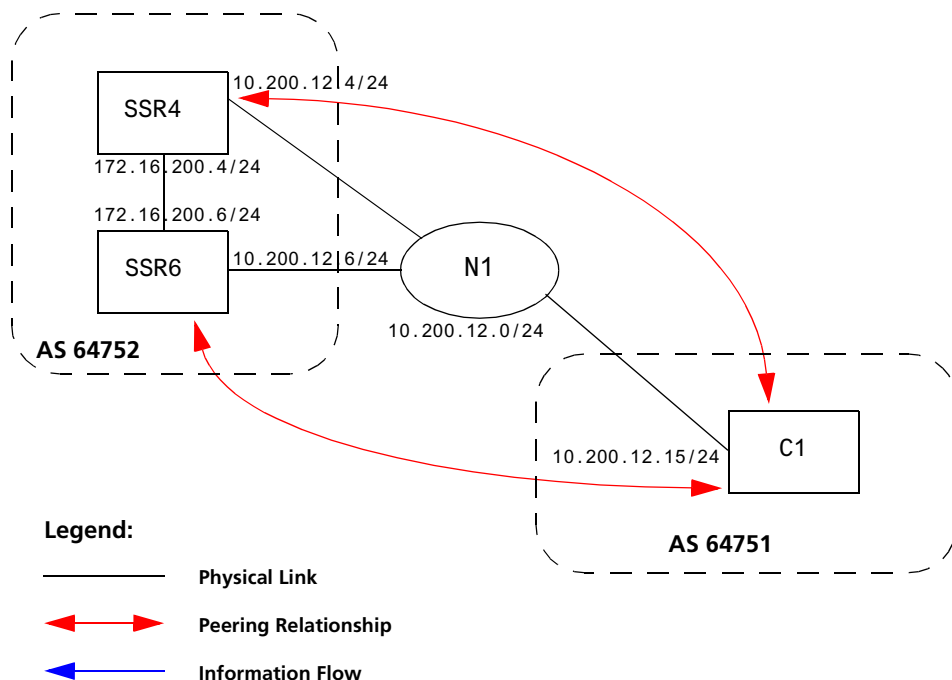 10.200.12.4/24
SSR4
172.16.200.4/24
172.16.200.6/24
SSR6
10.200.12.6/24
N1
10.200.12.0/24
AS 64752
C1
10.200.12.15/24
AS 64751
Legend:
Physical Link
Peering Relationship
Information Flow